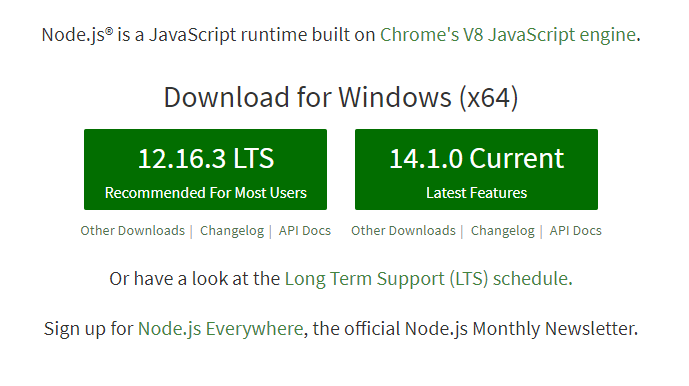 Node.js® is a JavaScript runtime built on Chrome's V8 JavaScript engine.
Download for Windows (x64)
12.16.3 LTS
Recommended For Most Users
14.1.0 Current
Latest Features
Other Downloads | Changelog | API Docs
Other Downloads | Changelog | API Docs
Or have a look at the Long Term Support (LTS) schedule.
Sign up for Node.js Everywhere, the official Node.js Monthly Newsletter.